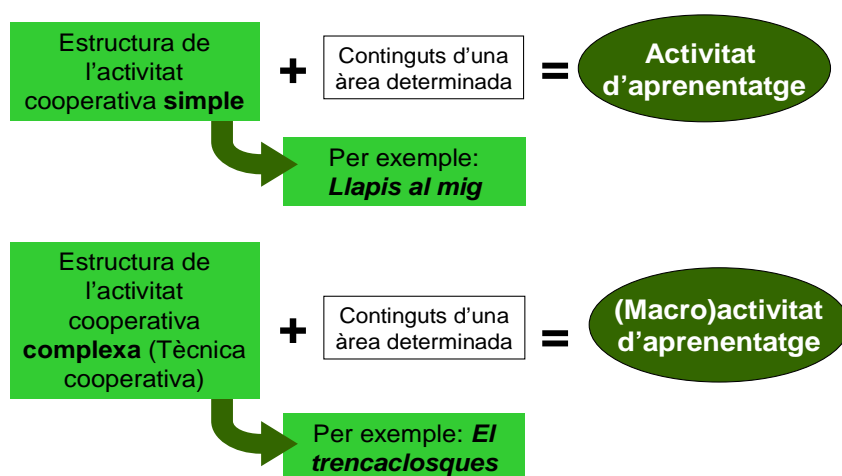 Estructura de
l'activitat
cooperativa simple
+
Continguts d'una
àrea determinada
=
Activitat
d'aprenentatge
Per exemple:
Llapis al mig
Estructura de
l'activitat
cooperativa
complexa (Tècnica
cooperativa)
+
Continguts d'una
àrea determinada
=
(Macro)activitat
d'aprenentatge
Per exemple: El
trencaclosques